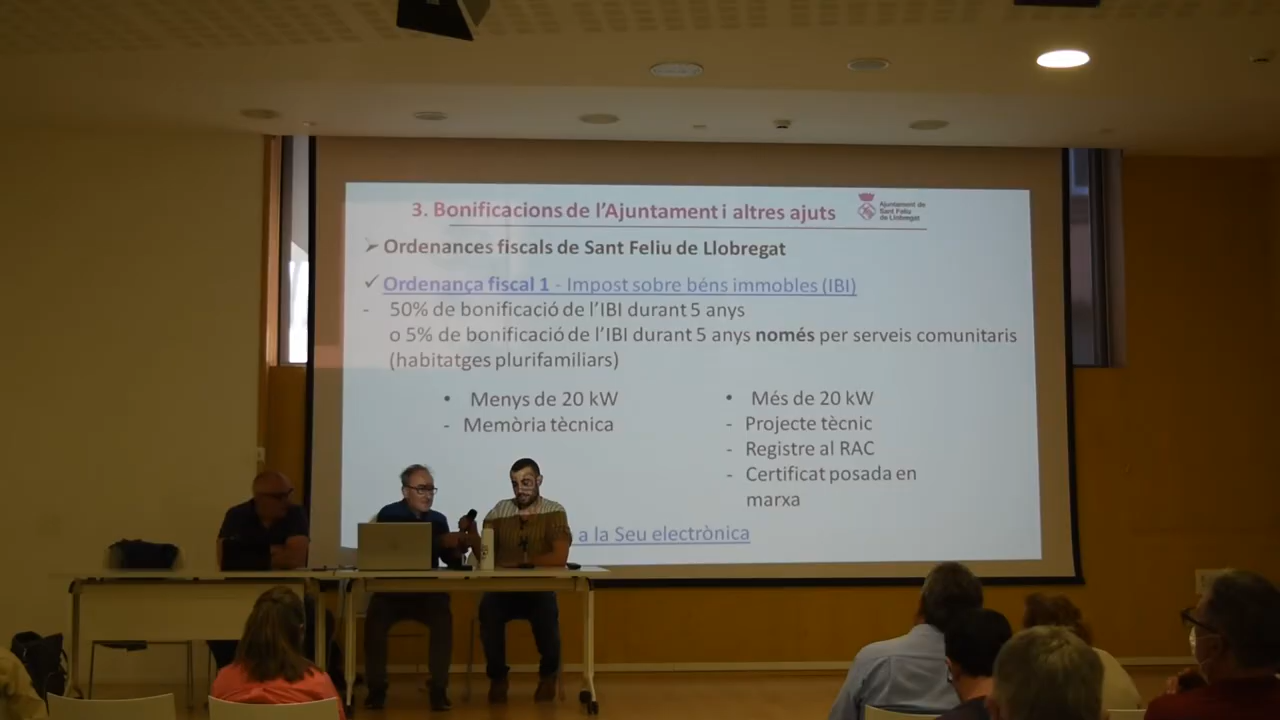 3. Bonificacions de l'Ajuntament i altres ajuts
Ajuntament de
Sant Feliu
de Llobregat
➢ Ordenances fiscals de Sant Feliu de Llobregat
✓ Ordenança fiscal 1 - Impost sobre béns immobles (IBI)
- 50% de bonificació de l'IBI durant 5 anys
o 5% de bonificació de l'IBI durant 5 anys només per serveis comunitaris
(habitatges plurifamiliars)
• Menys de 20 kW
- Memòria tècnica
• Més de 20 kW
- Projecte tècnic
- Registre al RAC
- Certificat posada en
marxa
a la Seu electrònica